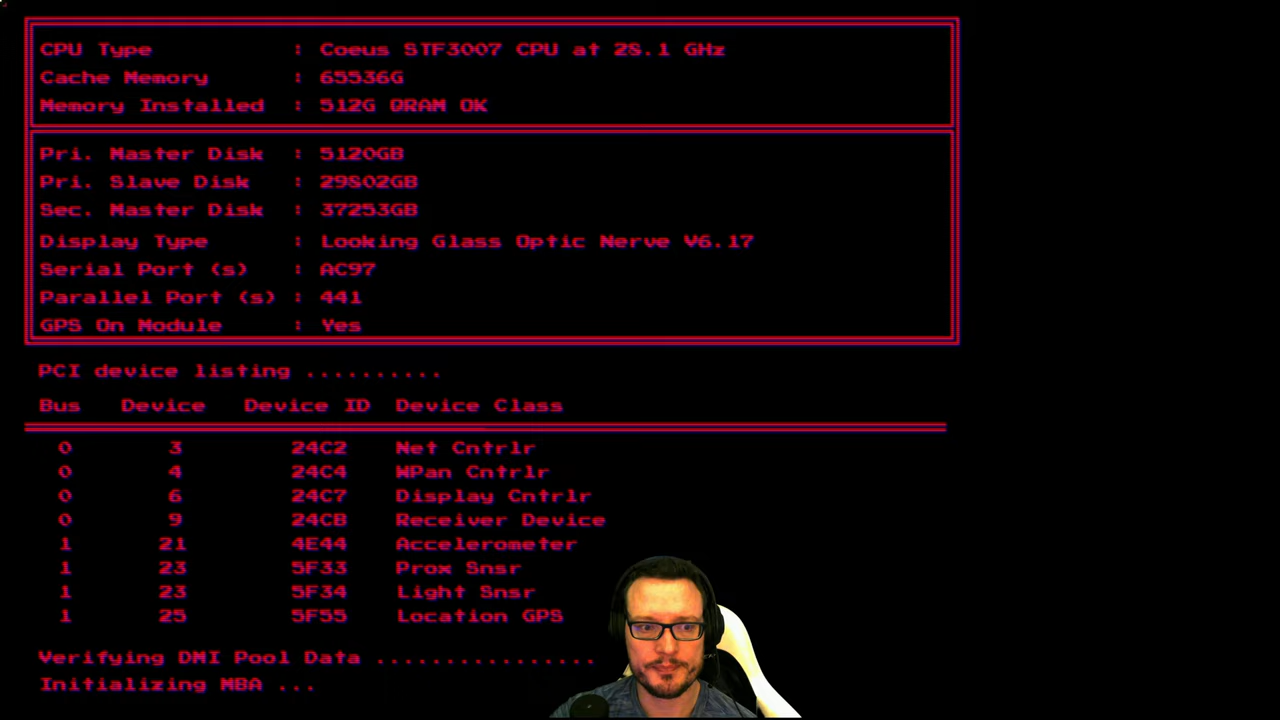 CPU Type : Coeus STF3007 CPU at 28.1 GHz
Cache Memory : 65536G
Memory Installed : 512G QRAM OK
Pri. Master Disk : 5120GB
Pri. Slave Disk : 29802GB
Sec. Master Disk : 37253GB
Display Type : Looking Glass Optic Nerve V6.17
Serial Port (s) : AC97
Parallel Port (s) : 441
GPS On Module : Yes
PCI device listing ..........
Bus Device Device ID Device Class
0 3 24C2 Net Cntrlr
0 4 24C4 WPan Cntrlr
0 6 24C7 Display Cntrlr
0 9 24CB Receiver Device
1 21 4E44 Accelerometer
1 23 5F33 Prox Snsr
1 23 5F34 Light Snsr
1 25 5F55 Location GPS
Verifying DMI Pool Data ................
Initializing MBA ...